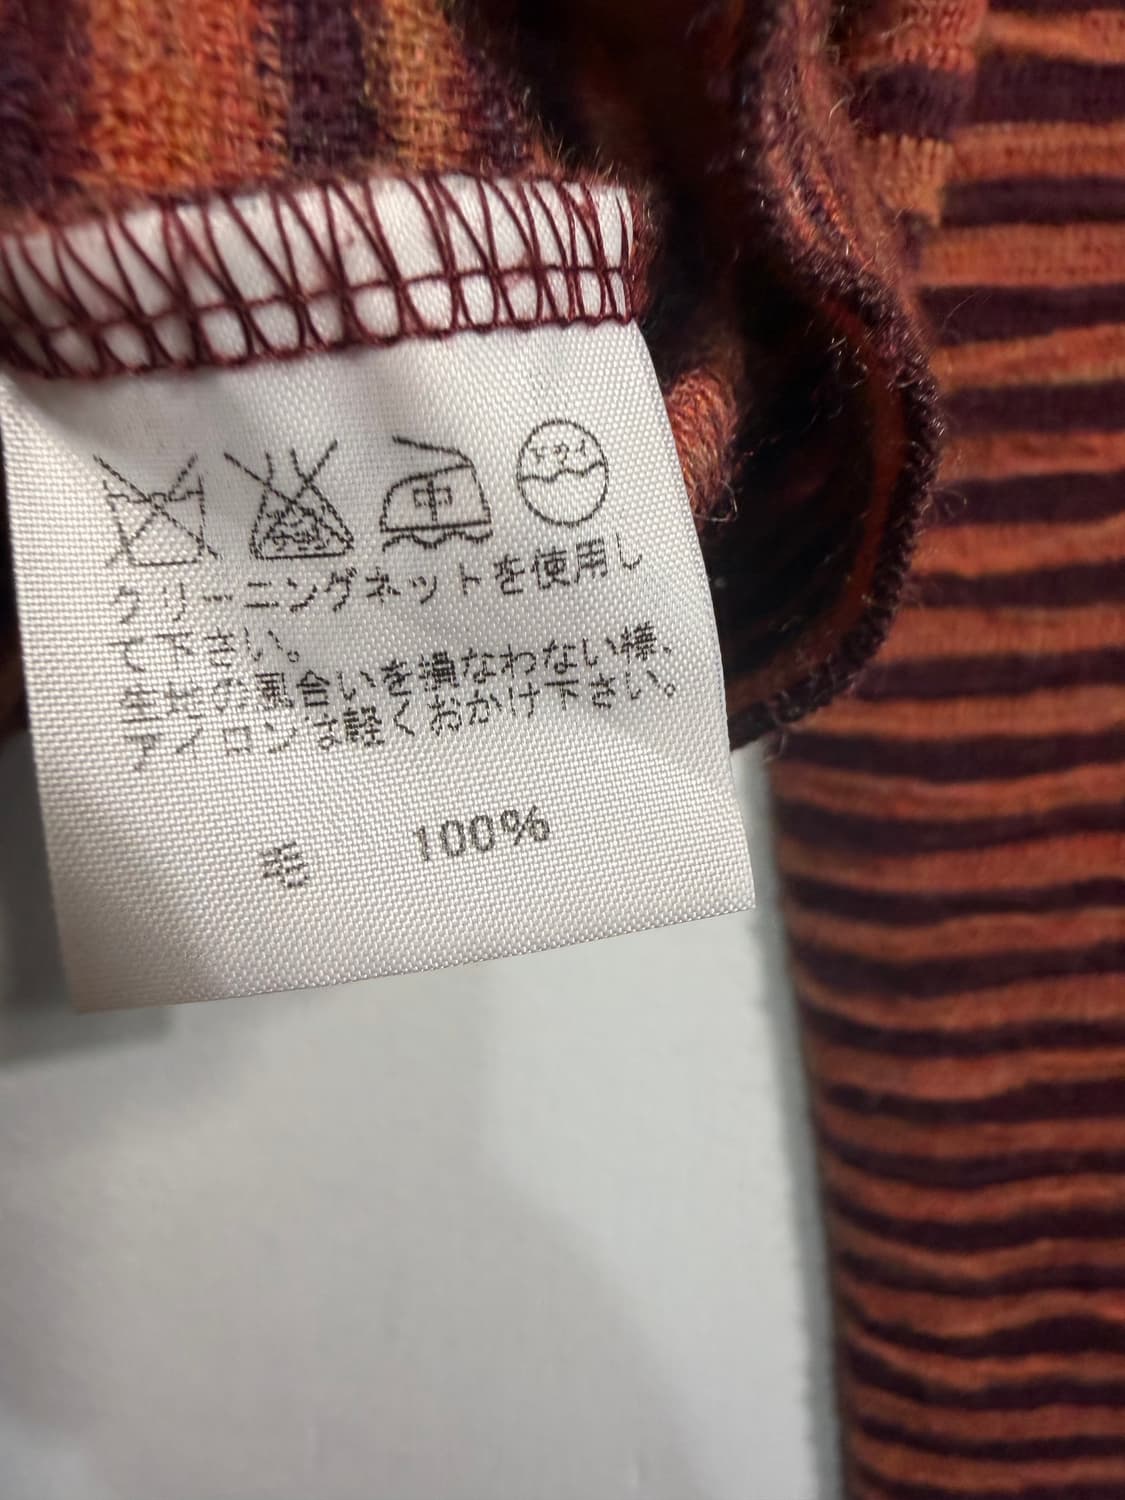 中 ドライ
クリーニングネットを使用し
て下さい。
生地の風合いを損なわない様、
アイロンは軽くおかけ下さい。
毛 100%